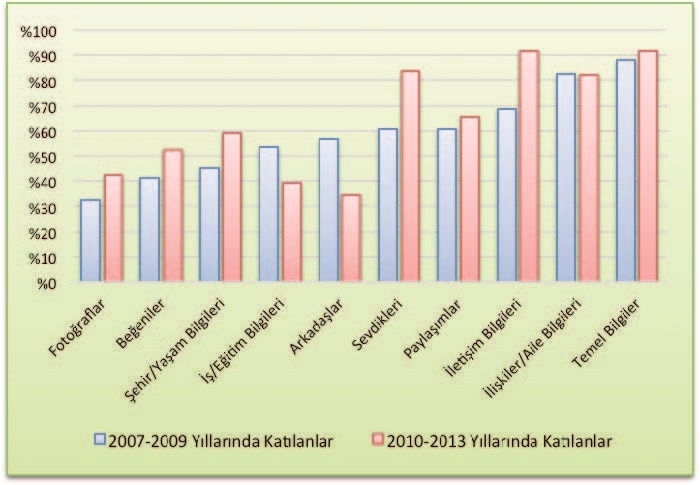 %100
%90
%80
%70
%60
%50
%40
%30
%20
%10
%0
Fotoğraflar
Beğeniler
Şehir/Yaşam Bilgileri
İş/Eğitim Bilgileri
Arkadaşlar
Sevdikleri
Paylaşımlar
İletişim Bilgileri
İlişkiler/Aile Bilgileri
Temel Bilgiler
2007-2009 Yıllarında Katılanlar
2010-2013 Yıllarında Katılanlar